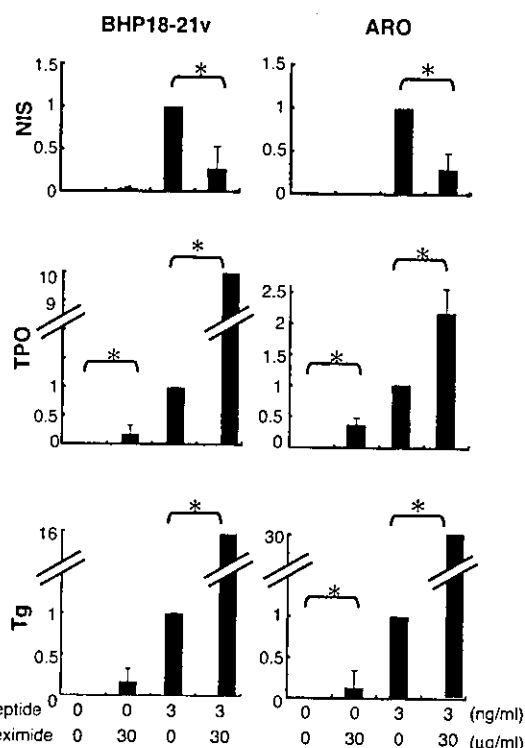 BHP18-21v ARO
1.5 1.5
* *
NIS 1 1
0.5 0.5
0 0
* *
10
9 2.5
TPO 2
* * 1.5
1 1
0.5 0.5
0 0
* *
16 30
Tg * 
1 1
0.5 0.5
0 0
eptide 0 0 3 3 0 0 3 3 (ng/ml)
eximide 0 30 0 30 0 30 0 30 (µg/ml)